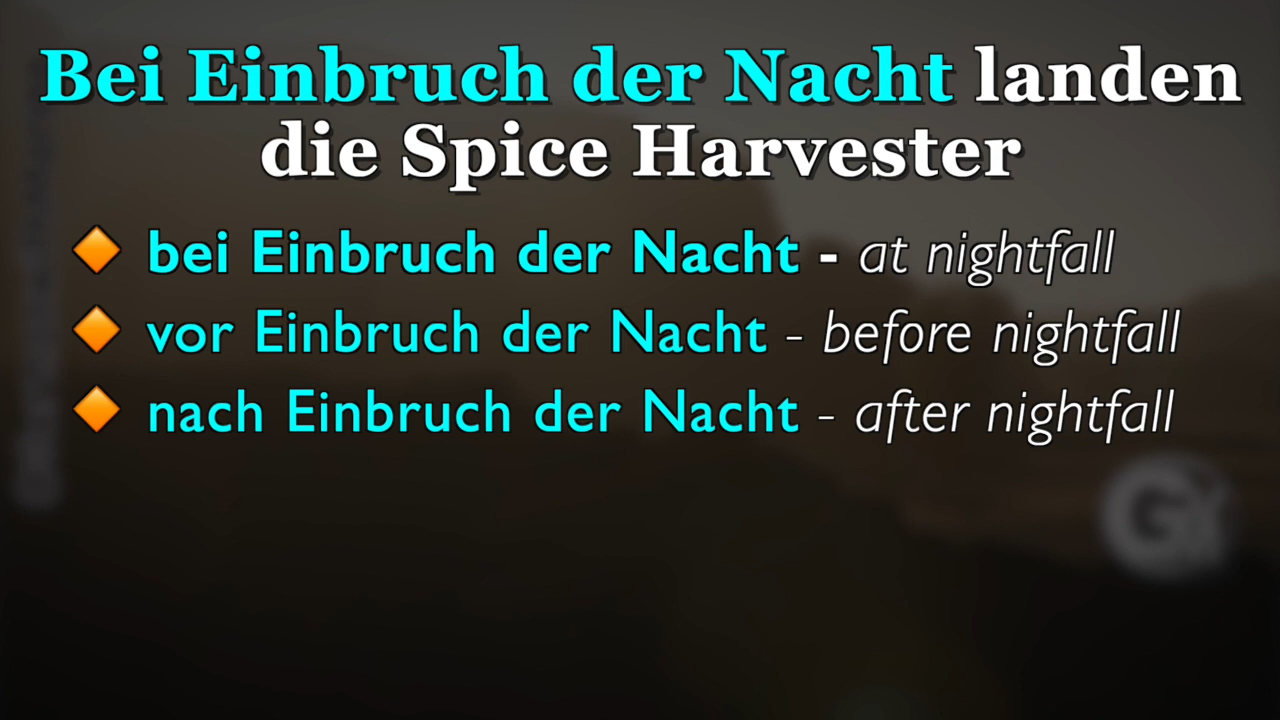 Bei Einbruch der Nacht landen
die Spice Harvester
🔶 bei Einbruch der Nacht - at nightfall
🔶 vor Einbruch der Nacht - before nightfall
🔶 nach Einbruch der Nacht - after nightfall